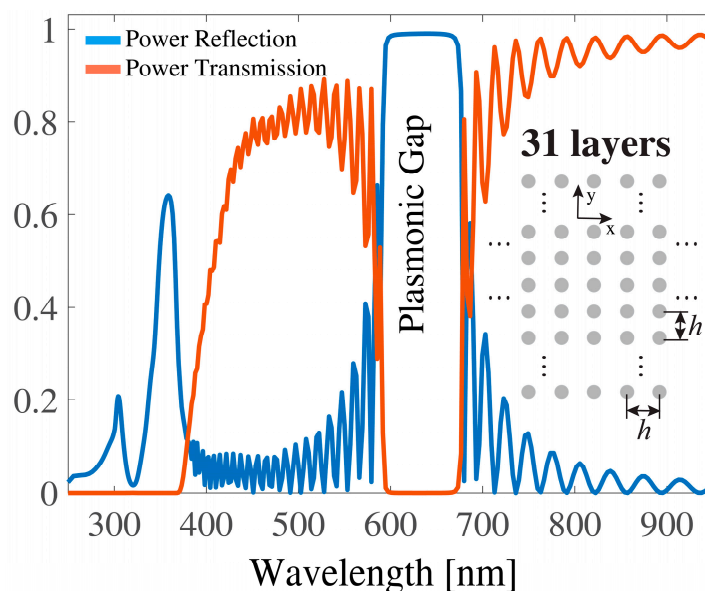 1
0.8
0.6
0.4
0.2
0
Power Reflection
Power Transmission
Plasmonic Gap
31 layers
y
x
h
h
300 400 500 600 700 800 900
Wavelength [nm]